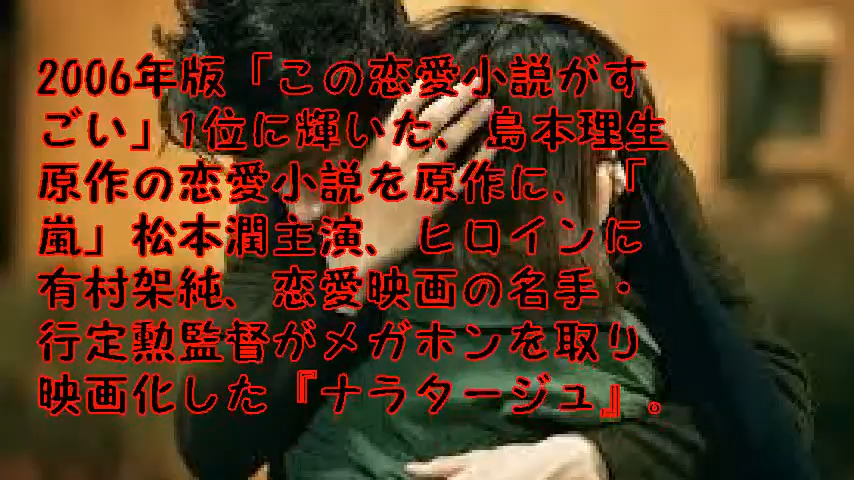 2006年版「この恋愛小説がす
ごい」1位に輝いた、島本理生
原作の恋愛小説を原作に、「
嵐」松本潤主演、ヒロインに
有村架純、恋愛映画の名手・
行定勲監督がメガホンを取り
映画化した『ナラタージュ』。